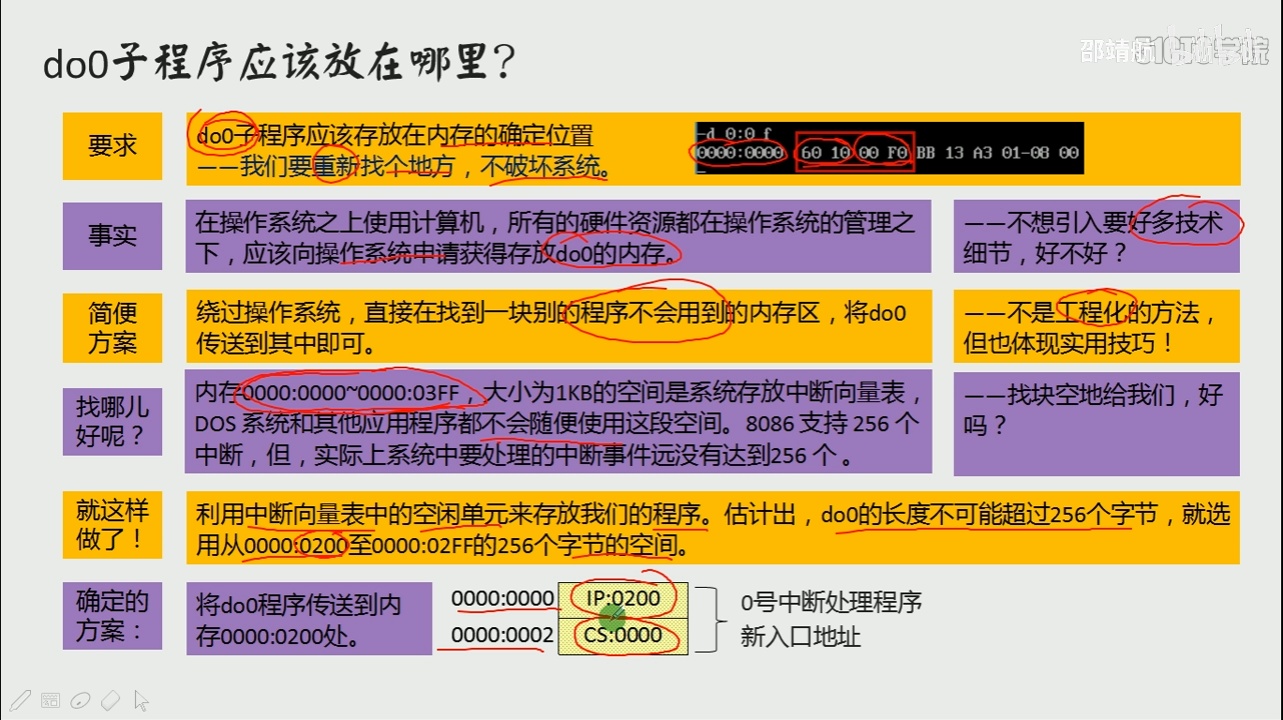 do0子程序应该放在哪里?
邵靖航
要求
do0子程序应该存放在内存的确定位置
——我们要重新找个地方，不破坏系统。
-d 0:0 f
0000:0000 60 10 00 F0 BB 13 A3 01-08 00
事实
在操作系统之上使用计算机，所有的硬件资源都在操作系统的管理之
下，应该向操作系统申请获得存放do0的内存。
——不想引入要好多技术
细节，好不好？
简便
方案
绕过操作系统，直接在找到一块别的程序不会用到的内存区，将do0
传送到其中即可。
——不是工程化的方法，
但也体现实用技巧！
找哪儿
好呢？
内存0000:0000~0000:03FF，大小为1KB的空间是系统存放中断向量表，
DOS 系统和其他应用程序都不会随便使用这段空间。8086 支持 256 个
中断，但，实际上系统中要处理的中断事件远没有达到256 个 。
——找块空地给我们，好
吗？
就这样
做了！
利用中断向量表中的空闲单元来存放我们的程序。估计出，do0的长度不可能超过256个字节，就选
用从0000:0200至0000:02FF的256个字节的空间。
确定的
方案：
将do0程序传送到内
存0000:0200处。
0000:0000 IP:0200
0000:0002 CS:0000
0号中断处理程序
新入口地址